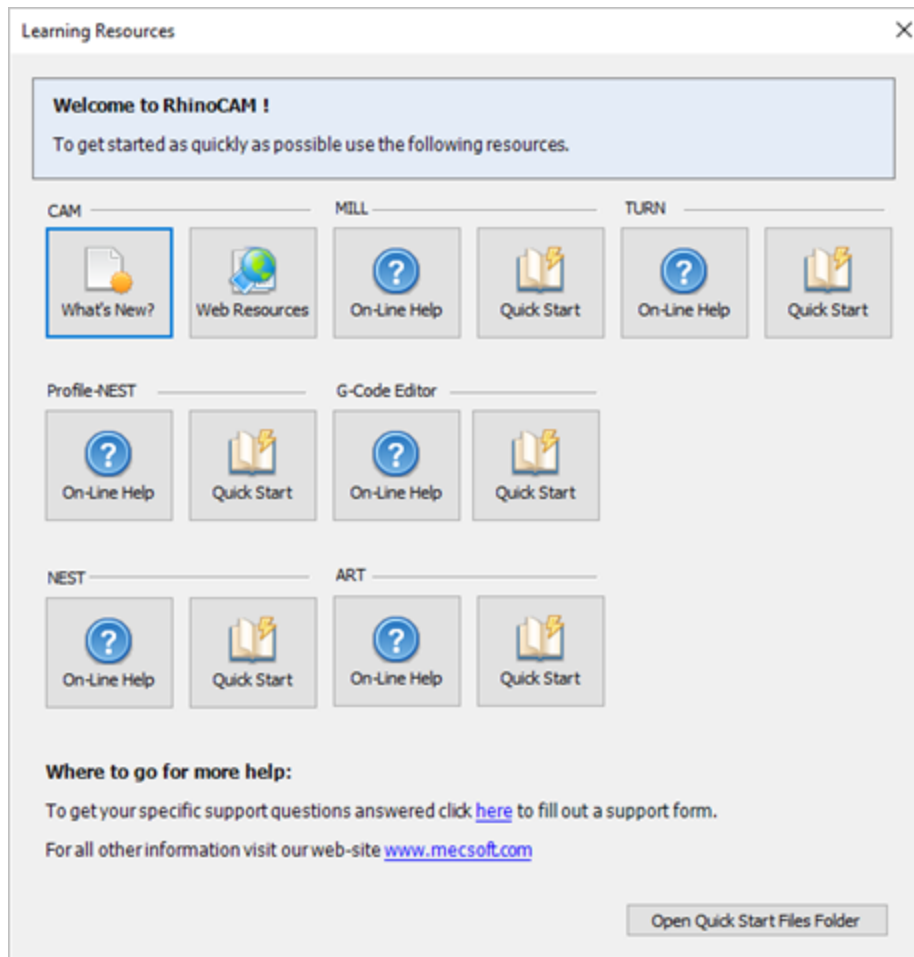 Learning Resources
Welcome to RhinoCAM !
To get started as quickly as possible use the following resources.
CAM
MILL
TURN
What's New?
Web Resources
On-Line Help
Quick Start
On-Line Help
Quick Start
Profile-NEST
G-Code Editor
On-Line Help
Quick Start
On-Line Help
Quick Start
NEST
ART
On-Line Help
Quick Start
On-Line Help
Quick Start
Where to go for more help:
To get your specific support questions answered click here to fill out a support form.
For all other information visit our web-site www.mecsoft.com
Open Quick Start Files Folder